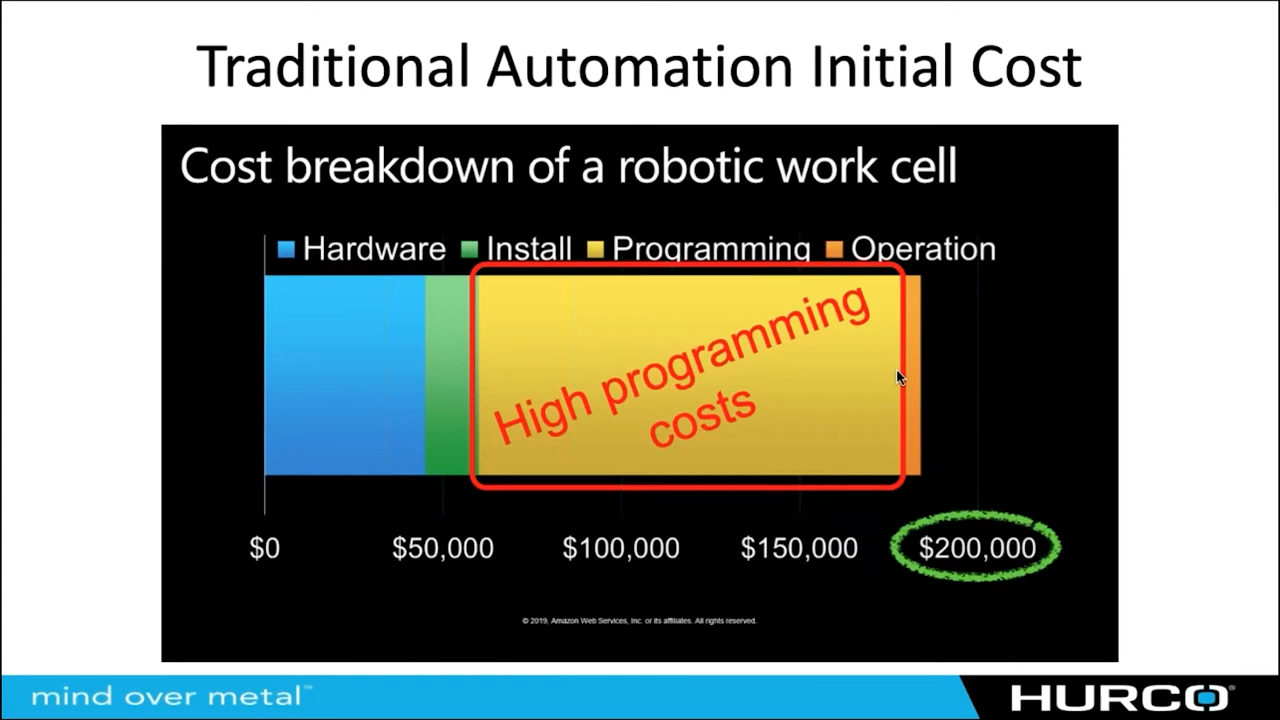 Traditional Automation Initial Cost
Cost breakdown of a robotic work cell
Hardware Install Programming Operation
High programming
costs
$0 $50,000 $100,000 $150,000 $200,000
© 2019, Amazon Web Services, Inc. or its affiliates. All rights reserved.
mind over metal™
HURCO®